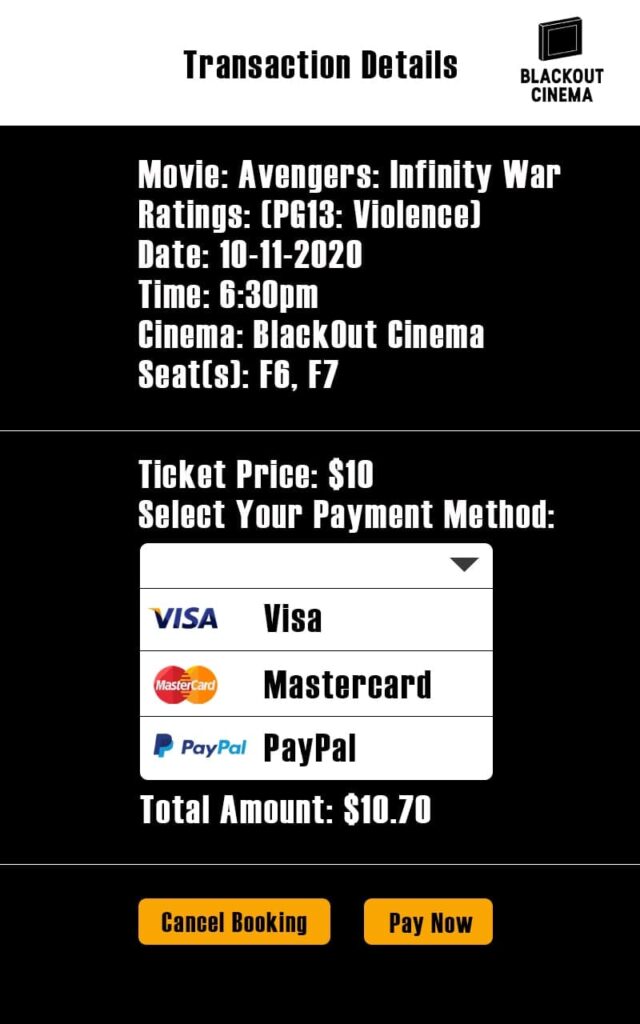 Transaction Details
BLACKOUT
CINEMA
Movie: Avengers: Infinity War
Ratings: (PG13: Violence)
Date: 10-11-2020
Time: 6:30pm
Cinema: BlackOut Cinema
Seat(s): F6, F7
Ticket Price: $10
Select Your Payment Method:
VISA Visa
MasterCard Mastercard
PayPal PayPal
Total Amount: $10.70
Cancel Booking Pay Now